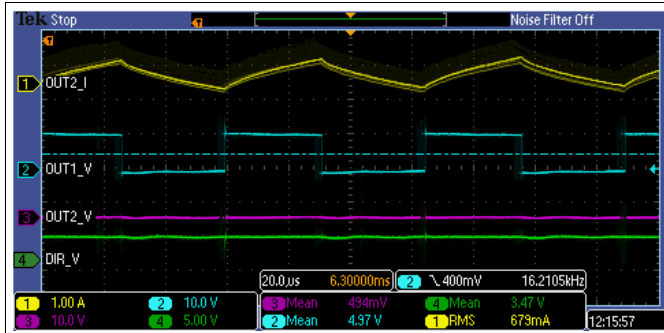 Tek Stop Noise Filter Off
1 OUT2_I
2 OUT1_V
3 OUT2_V
4 DIR_V
20.0µs 6.30000ms 2 400mV 16.2105kHz
1 1.00 A 2 10.0 V 3 Mean 494mV 4 Mean 3.47 V
3 10.0 V 4 5.00 V 2 Mean 4.97 V 1 RMS 679mA 12:15:57